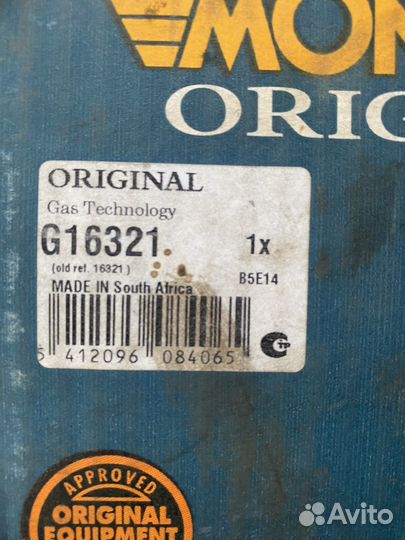 MON
ORIG
ORIGINAL
Gas Technology
G16321 1x
(old ref. 16321)
B5E14
MADE IN South Africa
5 412096 084065
C TP
APPROVED
ORIGINAL
EQUIPMENT
Avito